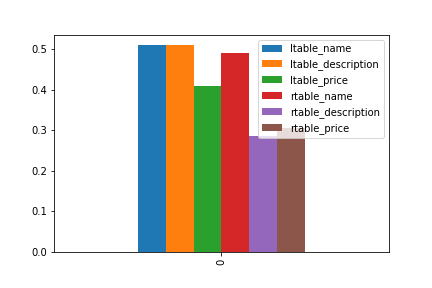 0.5
0.4
0.3
0.2
0.1
0.0
0
ltable_name
ltable_description
ltable_price
rtable_name
rtable_description
rtable_price